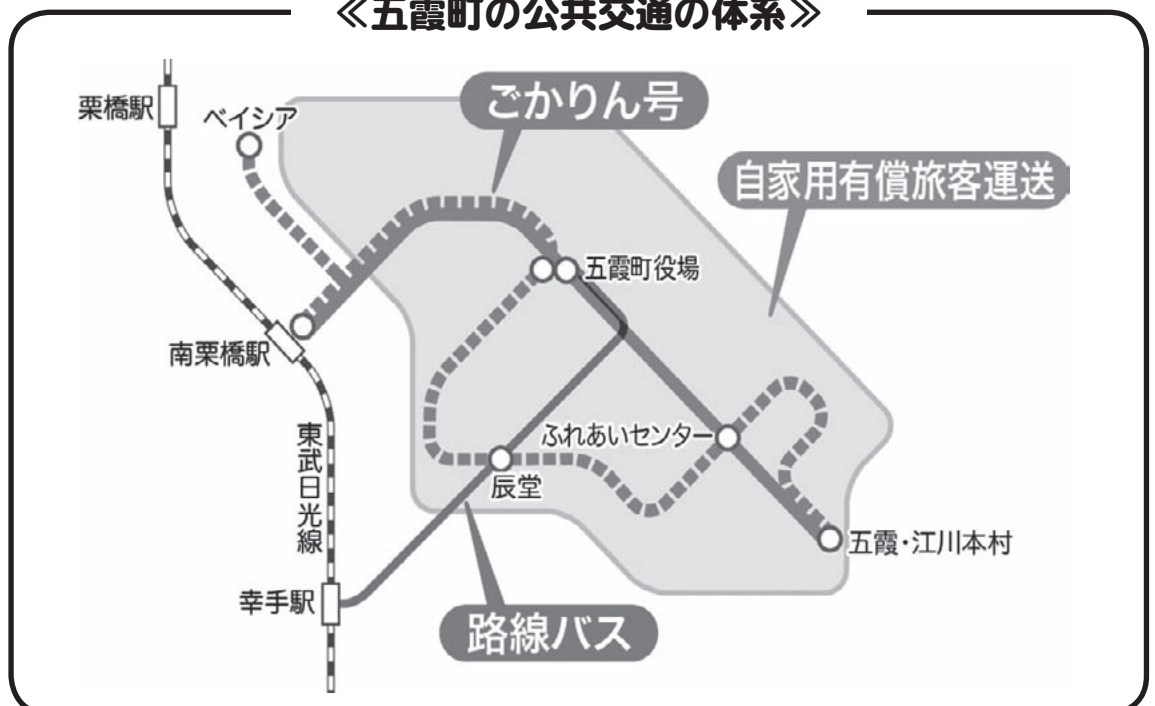 ≪五霞町の公共交通の体系≫
ごかりん号
栗橋駅
ベイシア
自家用有償旅客運送
五霞町役場
南栗橋駅
ふれあいセンター
東武日光線
辰堂
五霞・江川本村
幸手駅
路線バス